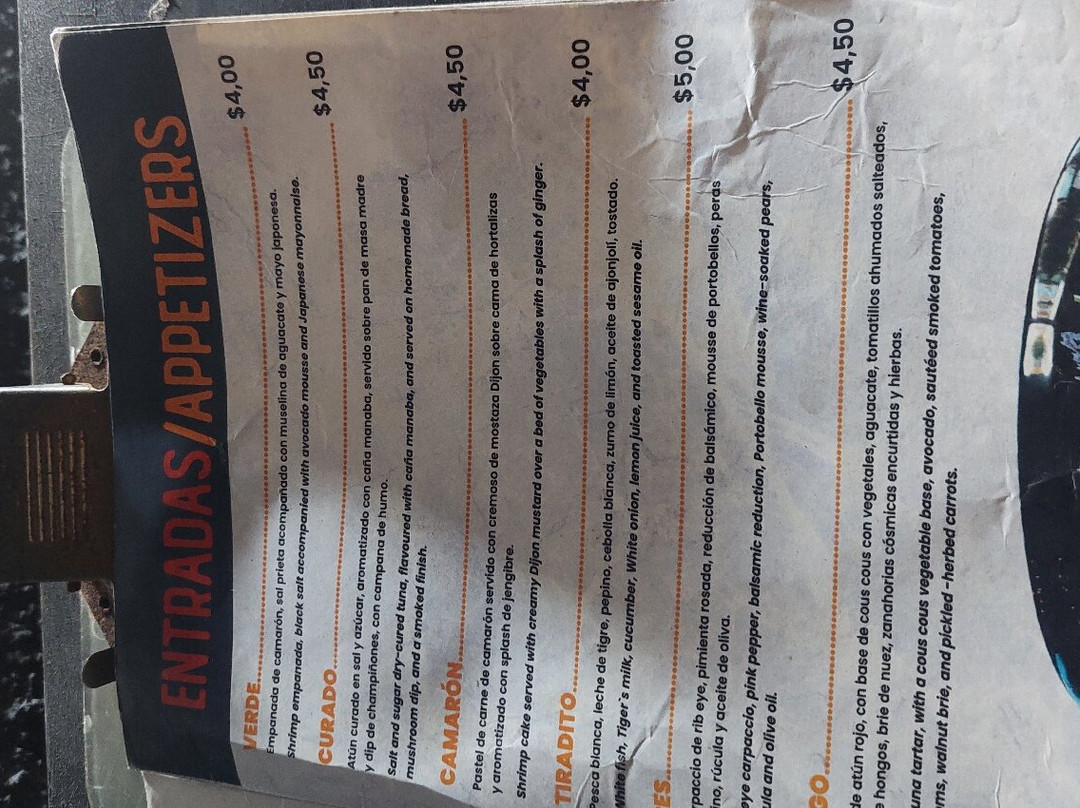 ENTRADAS/APPETIZERS
VERDE $4,00
Empanada de camarón, sal prieta acompañado con muselina de aguacate y mayo japonesa.
Shrimp empanada, black salt accompanied with avocado mousse and Japanese mayonnaise.
CURADO $4,50
Atún curado en sal y azúcar, aromatizado con caña manaba, servido sobre pan de masa madre
y dip de champiñones, con campana de humo.
Salt and sugar dry-cured tuna, flavoured with caña manaba, and served on homemade bread,
mushroom dip, and a smoked finish.
CAMARÓN $4,50
Pastel de carne de camarón servido con cremoso de mostaza Dijon sobre cama de hortalizas
y aromatizado con splash de jengibre.
Shrimp cake served with creamy Dijon mustard over a bed of vegetables with a splash of ginger.
TIRADITO $4,00
Pesca blanca, leche de tigre, pepino, cebolla blanca, zumo de limón, aceite de ajonjolí, tostado.
White fish, Tiger's milk, cucumber, White onion, lemon juice, and toasted sesame oil.
ES $5,00
rpaccio de rib eye, pimienta rosada, reducción de balsámico, mousse de portobellos, peras
ino, rúcula y aceite de oliva.
eye carpaccio, pink pepper, balsamic reduction, Portobello mousse, wine-soaked pears,
ula and olive oil.
GO $4,50
de atún rojo, con base de cous cous con vegetales, aguacate, tomatillos ahumados salteados,
hongos, brie de nuez, zanahorias cósmicas encurtidas y hierbas.
una tartar, with a cous cous vegetable base, avocado, sautéed smoked tomatoes,
ms, walnut brie, and pickled -herbed carrots.